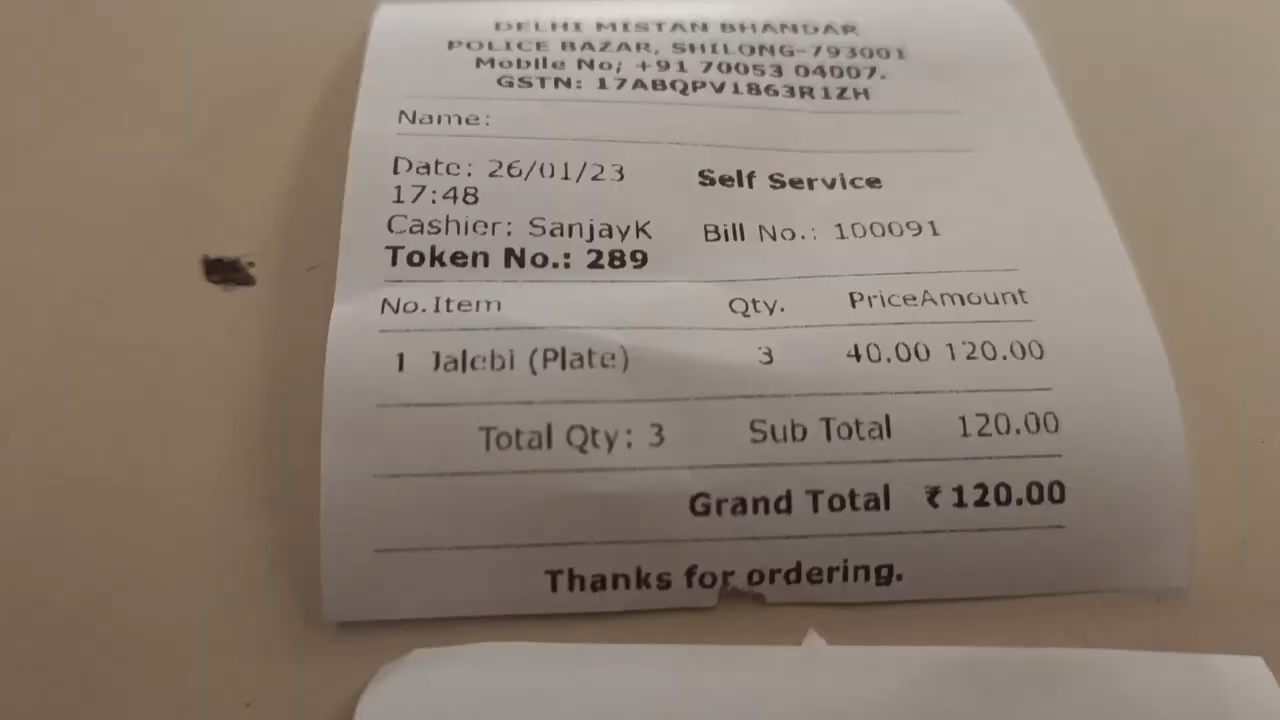 DELHI MISTAN BHANDAR
POLICE BAZAR, SHILONG-793001
Mobile No; +91 70053 04007.
GSTN: 17ABQPV1863R1ZH
Name:
Date: 26/01/23 Self Service
17:48
Cashier: SanjayK Bill No.: 100091
Token No.: 289
No.Item Qty. PriceAmount
1 Jalebi (Plate) 3 40.00 120.00
Total Qty: 3 Sub Total 120.00
Grand Total ₹120.00
Thanks for ordering.